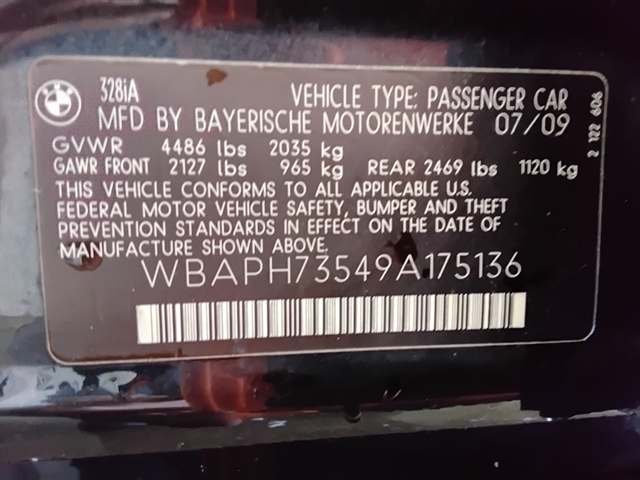 BMW
328iA VEHICLE TYPE: PASSENGER CAR
MFD BY BAYERISCHE MOTORENWERKE 07/09
GVWR 4486 lbs 2035 kg
GAWR FRONT 2127 lbs 965 kg REAR 2469 lbs 1120 kg
THIS VEHICLE CONFORMS TO ALL APPLICABLE U.S.
FEDERAL MOTOR VEHICLE SAFETY, BUMPER AND THEFT
PREVENTION STANDARDS IN EFFECT ON THE DATE OF
MANUFACTURE SHOWN ABOVE.
WBAPH73549A175136
2 122 606